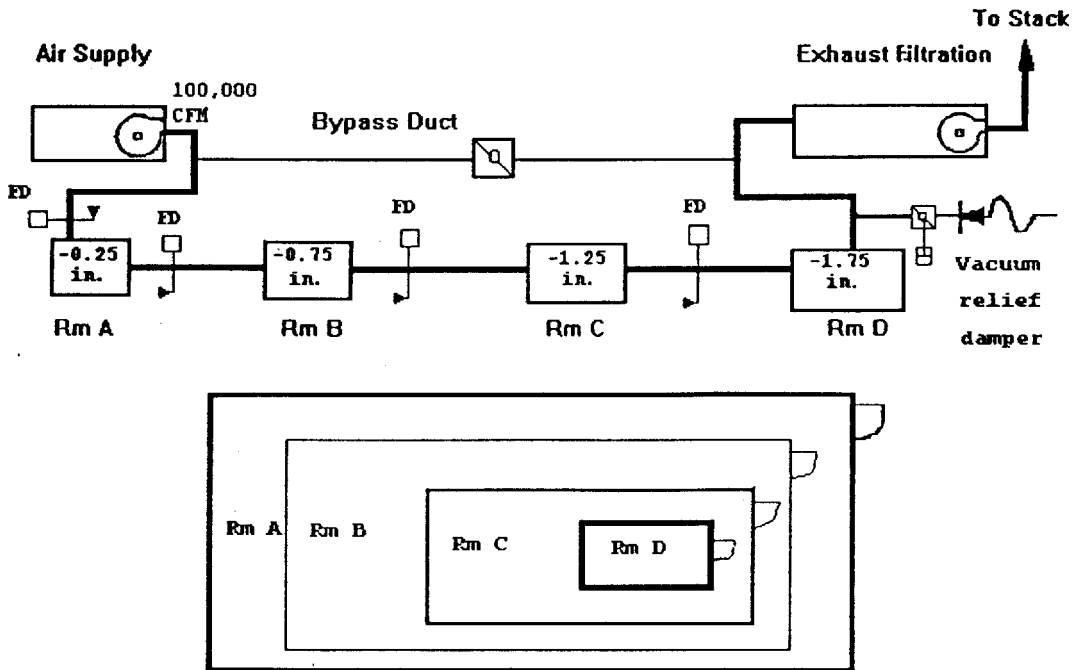 To Stack
Air Supply
Exhaust Filtration
100,000
CFM
Bypass Duct
FD
FD
FD
FD
-0.25
in.
-0.75
in.
-1.25
in.
-1.75
in.
Vacuum
relief
damper
Rm A
Rm B
Rm C
Rm D
Rm A
Rm B
Rm C
Rm D